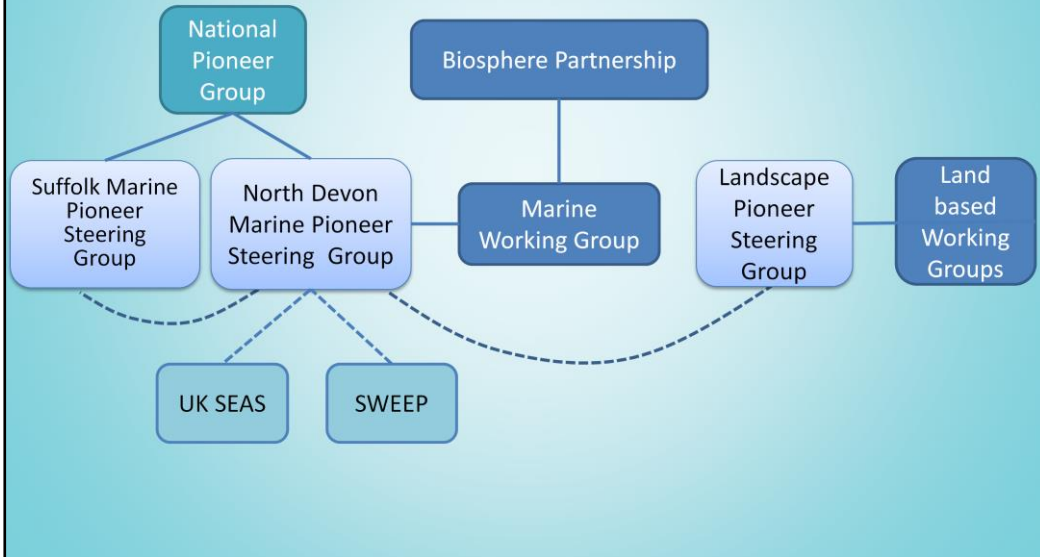 National
Pioneer
Group
Biosphere Partnership
Suffolk Marine
Pioneer
Steering
Group
North Devon
Marine Pioneer
Steering Group
Marine
Working Group
Landscape
Pioneer
Steering
Group
Land
based
Working
Groups
UK SEAS
SWEEP